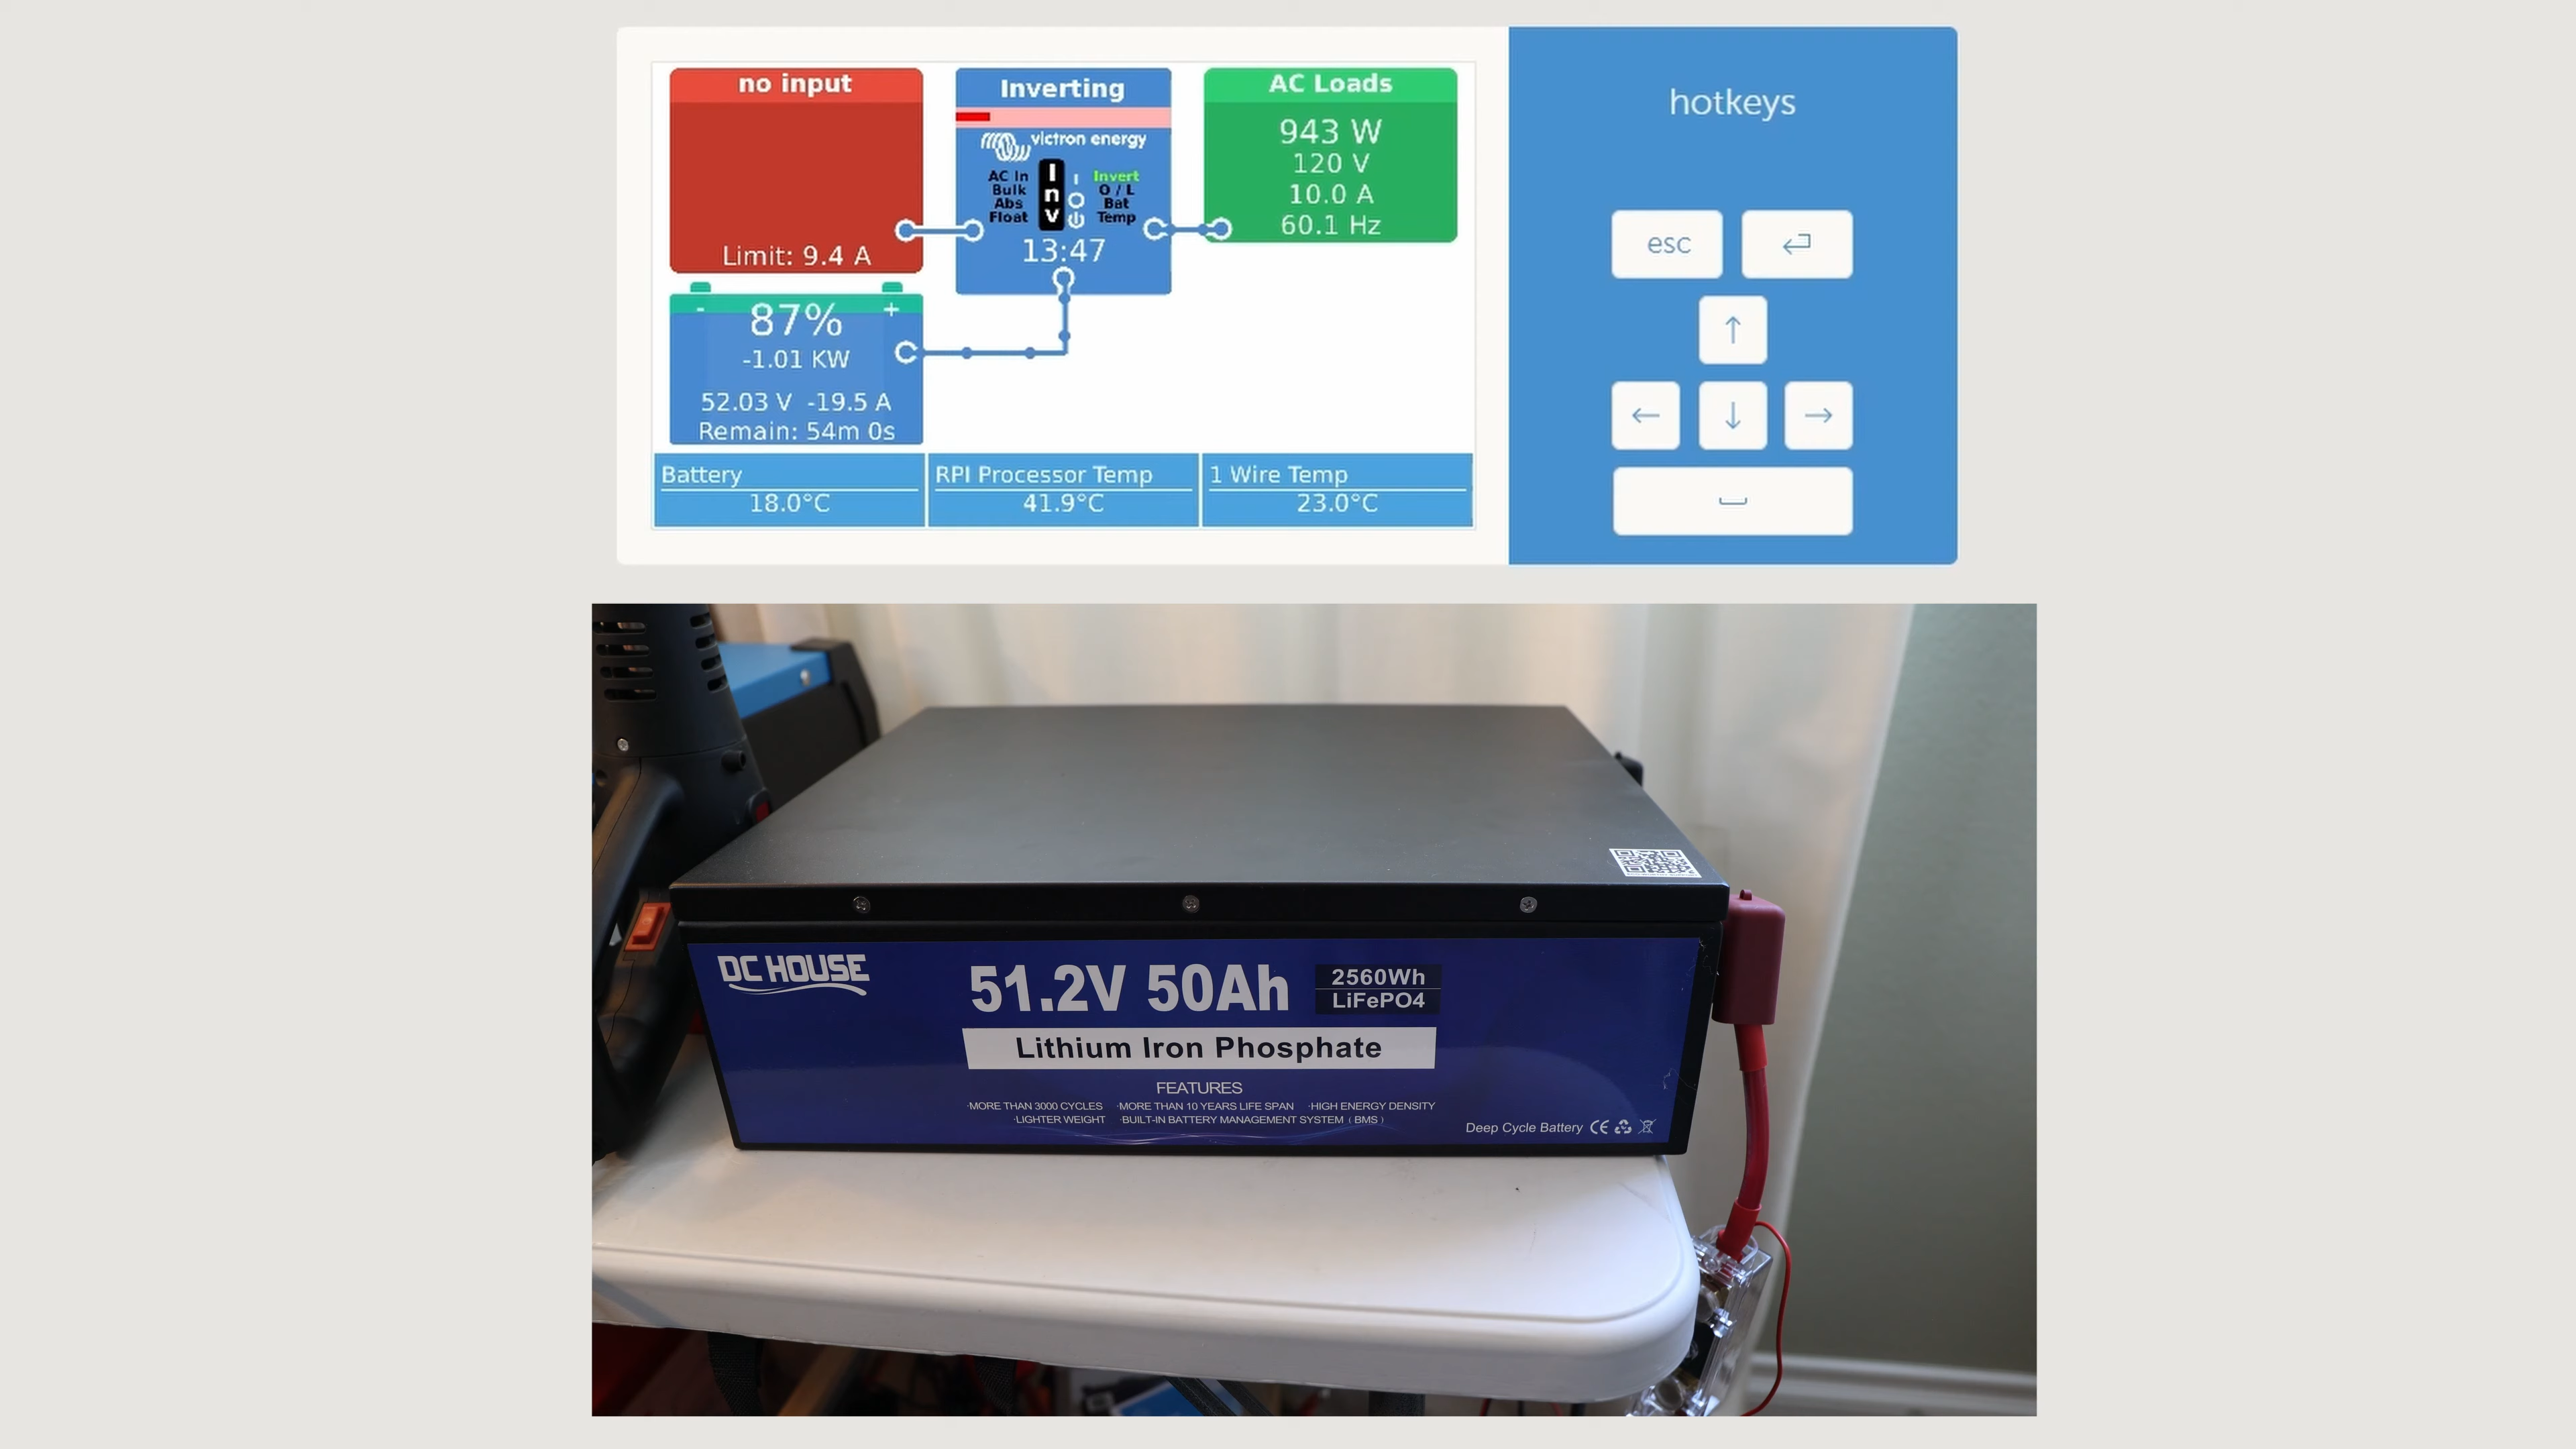 no input
Limit: 9.4 A
Inverting
victron energy
AC In
Bulk
Abs
Float
Inv
Invert
O / L
Bat
Temp
13:47
AC Loads
943 W
120 V
10.0 A
60.1 Hz
- 87% +
-1.01 KW
52.03 V -19.5 A
Remain: 54m 0s
Battery
18.0°C
RPI Processor Temp
41.9°C
1 Wire Temp
23.0°C
hotkeys
esc
DC HOUSE
51.2V 50Ah
2560Wh
LiFePO4
Lithium Iron Phosphate
FEATURES
·MORE THAN 3000 CYCLES ·MORE THAN 10 YEARS LIFE SPAN ·HIGH ENERGY DENSITY
·LIGHTER WEIGHT ·BUILT-IN BATTERY MANAGEMENT SYSTEM (BMS)
Deep Cycle Battery CE